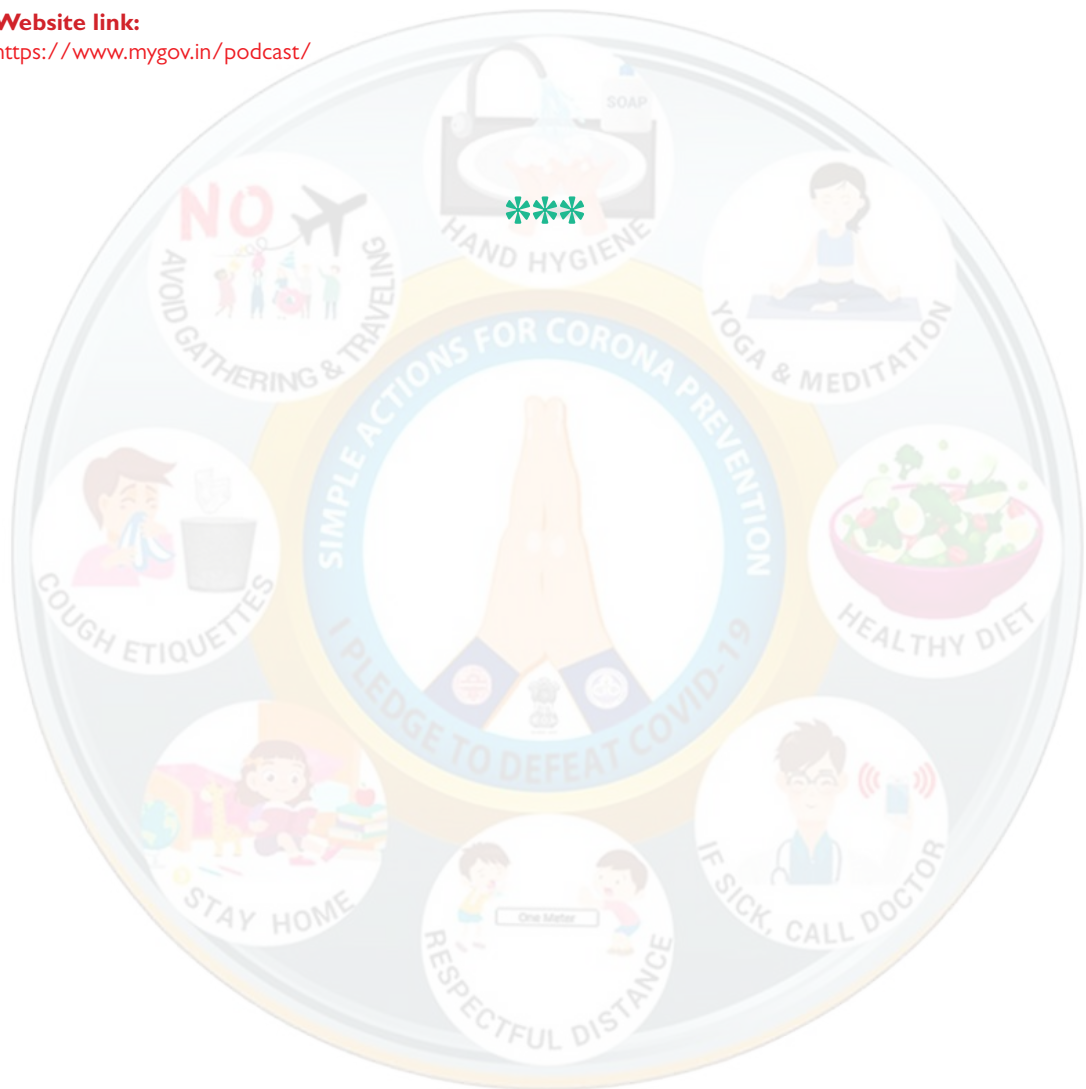 Website link:
https://www.mygov.in/podcast/
SOAP
***
HAND HYGIENE
NO
AVOID GATHERING & TRAVELING
YOGA & MEDITATION
SIMPLE ACTIONS FOR CORONA PREVENTION
COUGH ETIQUETTES
HEALTHY DIET
I PLEDGE TO DEFEAT COVID-19
STAY HOME
IF SICK, CALL DOCTOR
One Meter
RESPECTFUL DISTANCE